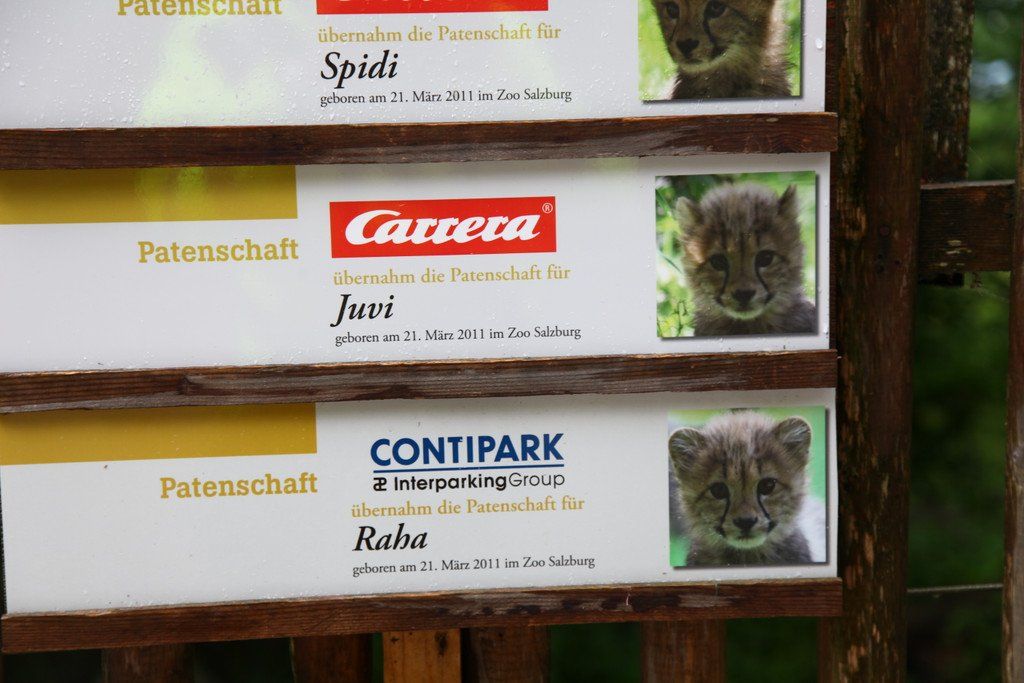 Patenschaft
übernahm die Patenschaft für
Spidi
geboren am 21. März 2011 im Zoo Salzburg
Patenschaft
Carrera®
übernahm die Patenschaft für
Juvi
geboren am 21. März 2011 im Zoo Salzburg
Patenschaft
CONTIPARK
InterparkingGroup
übernahm die Patenschaft für
Raha
geboren am 21. März 2011 im Zoo Salzburg